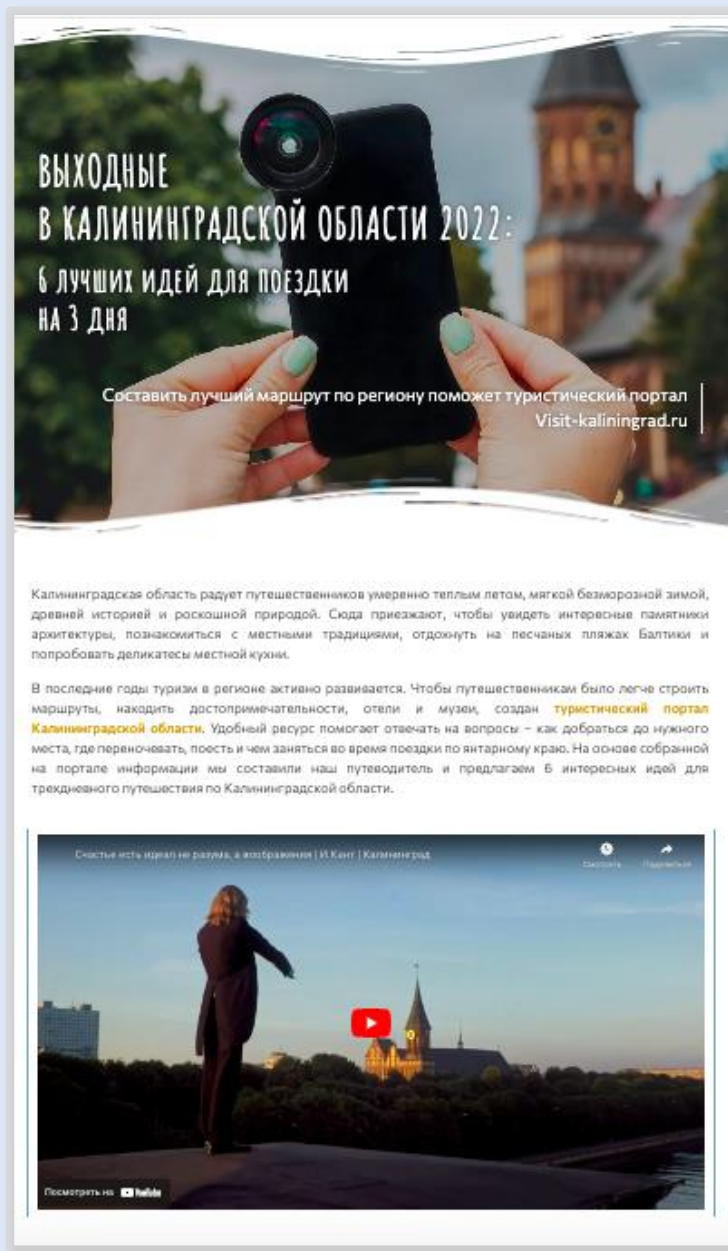 ВЫХОДНЫЕ
В КАЛИНИНГРАДСКОЙ ОБЛАСТИ 2022:
6 ЛУЧШИХ ИДЕЙ ДЛЯ ПОЕЗДКИ
НА 3 ДНЯ
Составить лучший маршрут по региону поможет туристический портал
Visit-kaliningrad.ru
Калининградская область радует путешественников умеренно теплым летом, мягкой безморозной зимой,
древней историей и роскошной природой. Сюда приезжают, чтобы увидеть интересные памятники
архитектуры, познакомиться с местными традициями, отдохнуть на песчаных пляжах Балтики и
попробовать деликатесы местной кухни.
В последние годы туризм в регионе активно развивается. Чтобы путешественникам было легче строить
маршруты, находить достопримечательности, отели и музеи, создан туристический портал
Калининградской области. Удобный ресурс помогает отвечать на вопросы – как добраться до нужного
места, где переночевать, поесть и чем заняться во время поездки по янтарному краю. На основе собранной
на портале информации мы составили наш путеводитель и предлагаем 6 интересных идей для
трехдневного путешествия по Калининградской области.
Счастье есть идеал не разума, а воображения | И.Кант | Калининград
Смотреть Поделиться
Посмотреть на YouTube